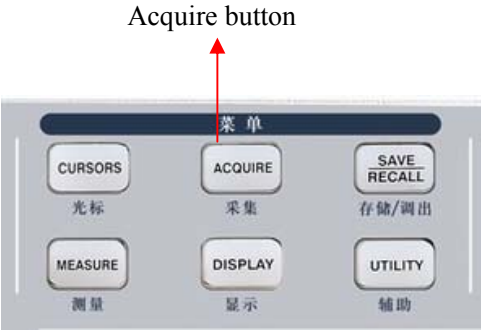 Acquire button
菜单
CURSORS
ACQUIRE
SAVE
RECALL
光标
采集
存储/调出
MEASURE
DISPLAY
UTILITY
测量
显示
辅助